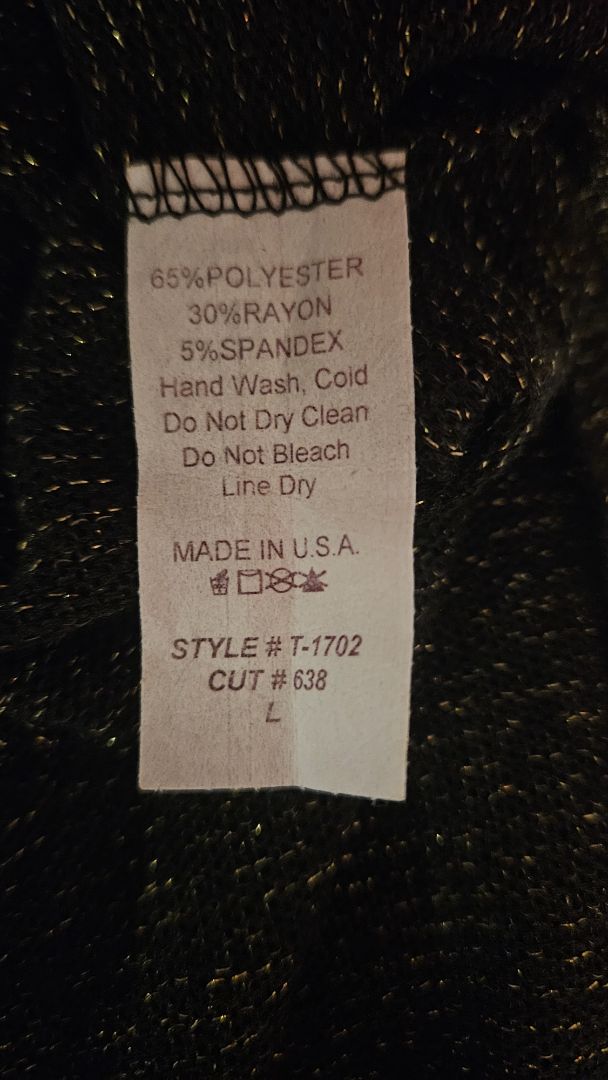 65%POLYESTER
30%RAYON
5%SPANDEX
Hand Wash, Cold
Do Not Dry Clean
Do Not Bleach
Line Dry
MADE IN U.S.A.
STYLE # T-1702
CUT # 638
L